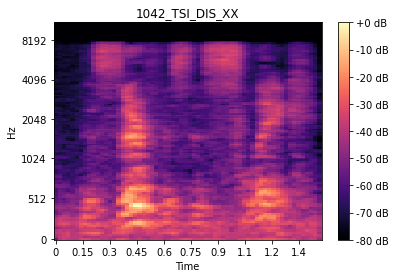 1042_TSI_DIS_XX
+0 dB
8192
-10 dB
4096
-20 dB
-30 dB
2048
Hz
-40 dB
1024
-50 dB
512
-60 dB
-70 dB
0
-80 dB
0 0.15 0.3 0.45 0.6 0.75 0.9 1.1 1.2 1.4
Time